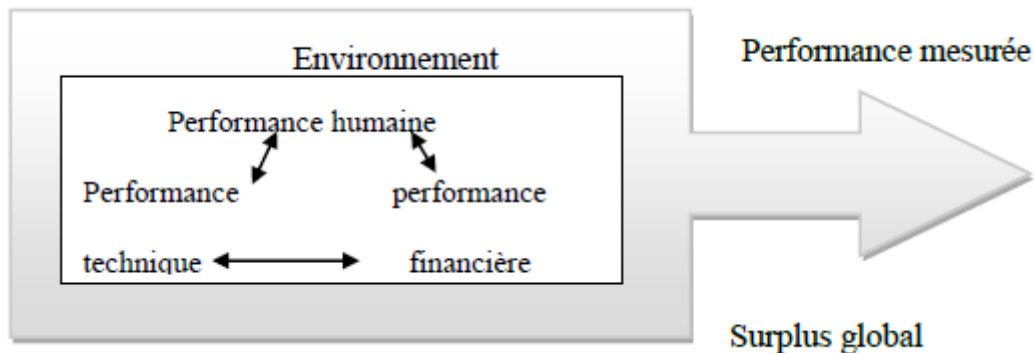 Environnement
Performance mesurée
Performance humaine
Performance
performance
technique
financière
Surplus global